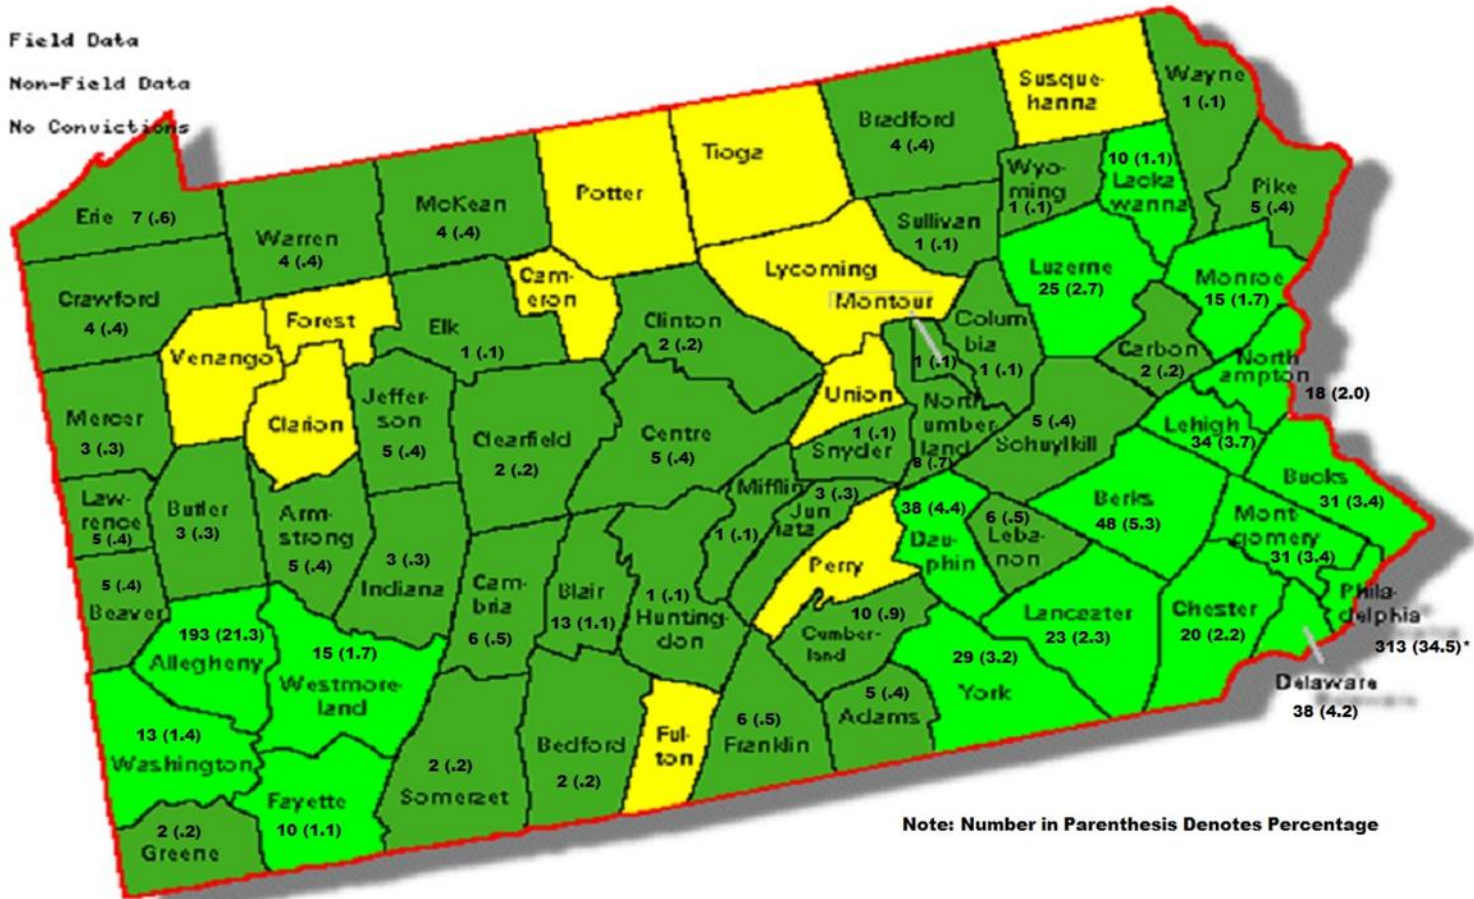 Field Data
Non-Field Data
No Convictions
Susque-
hanna
Wayne
1 (.1)
Bradford
4 (.4)
Tioga
Potter
McKean
4 (.4)
Erie 7 (.6)
Warren
4 (.4)
Wyo-
ming
1 (.1)
10 (1.1)
Lacka
wanna
Pike
5 (.4)
Sullivan
1 (.1)
Crawford
4 (.4)
Forest
Cam-
eron
Lycoming
Montour
1 (.1)
Luzerne
25 (2.7)
Monroe
15 (1.7)
Venango
Elk
1 (.1)
Clinton
2 (.2)
Colum
bia
1 (.1)
Carbon
2 (.2)
North
ampton
18 (2.0)
Mercer
3 (.3)
Clarion
Jeffer-
son
5 (.4)
Clearfield
2 (.2)
Centre
5 (.4)
Union
1 (.1)
Snyder
North
umber
land
8 (.7)
5 (.4)
Schuylkill
Lehigh
34 (3.7)
Bucks
31 (3.4)
Law-
rence
5 (.4)
Butler
3 (.3)
Arm-
strong
5 (.4)
3 (.3)
Indiana
Mifflin
1 (.1)
3 (.3)
Jun
iata
38 (4.4)
Dau-
phin
6 (.5)
Leba-
non
Berks
48 (5.3)
Mont-
gomery
31 (3.4)
Phila-
delphia
313 (34.5)*
5 (.4)
Beaver
Cam-
bria
6 (.5)
Blair
13 (1.1)
1 (.1)
Hunting-
don
Perry
10 (.9)
Cumber-
land
Lancaster
23 (2.3)
Chester
20 (2.2)
Delaware
38 (4.2)
193 (21.3)
Allegheny
15 (1.7)
Westmore-
land
29 (3.2)
York
5 (.4)
Adams
13 (1.4)
Washington
Fayette
10 (1.1)
2 (.2)
Somerset
Bedford
2 (.2)
Ful-
ton
6 (.5)
Franklin
2 (.2)
Greene
Note: Number in Parenthesis Denotes Percentage